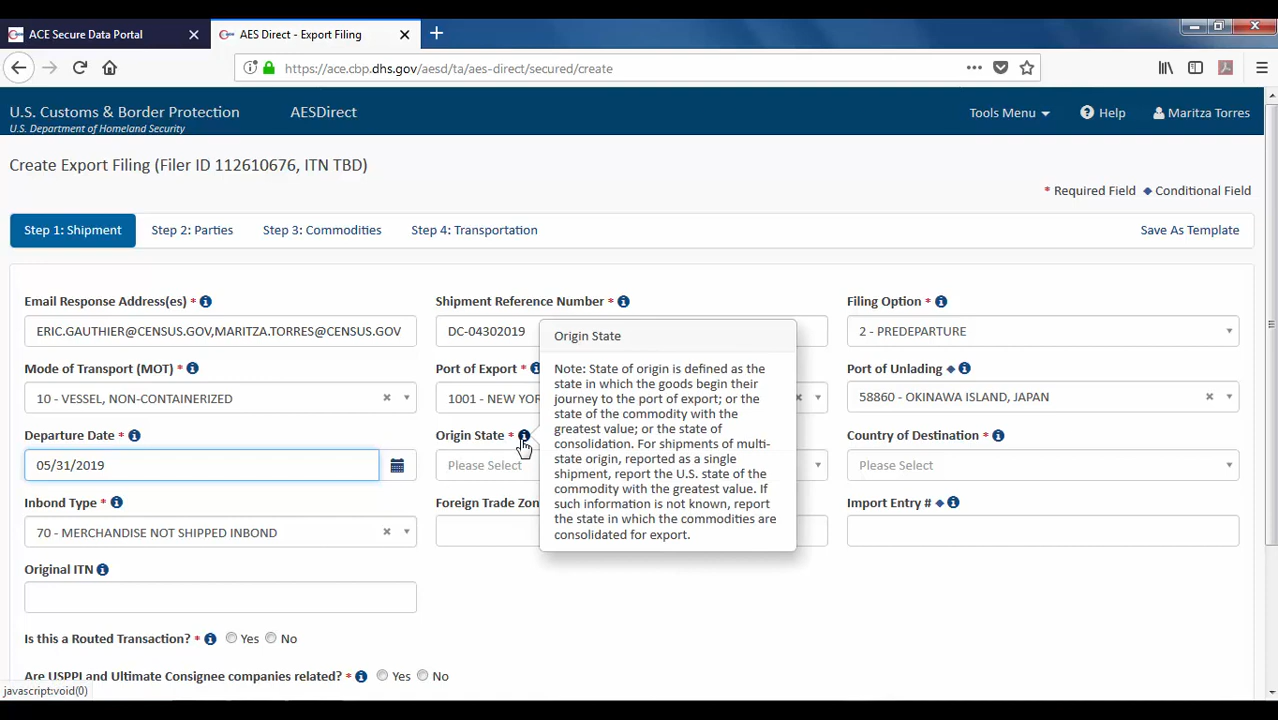 ACE Secure Data Portal
AES Direct - Export Filing
https://ace.cbp.dhs.gov/aesd/ta/aes-direct/secured/create
U.S. Customs & Border Protection
U.S. Department of Homeland Security
AESDirect
Tools Menu
Help
Maritza Torres
Create Export Filing (Filer ID 112610676, ITN TBD)
* Required Field
Conditional Field
Step 1: Shipment
Step 2: Parties
Step 3: Commodities
Step 4: Transportation
Save As Template
Email Response Address(es) *
Shipment Reference Number *
Filing Option *
ERIC.GAUTHIER@CENSUS.GOV,MARITZA.TORRES@CENSUS.GOV
DC-04302019
2 - PREDEPARTURE
Mode of Transport (MOT) *
Port of Export *
Port of Unlading
10 - VESSEL, NON-CONTAINERIZED
1001 - NEW YOR
58860 - OKINAWA ISLAND, JAPAN
Departure Date *
Origin State *
Country of Destination *
05/31/2019
Please Select
Please Select
Inbond Type *
Foreign Trade Zon
Import Entry #
70 - MERCHANDISE NOT SHIPPED INBOND
Original ITN
Is this a Routed Transaction? *
Yes
No
Are USPPI and Ultimate Consignee companies related? *
Yes
No
Origin State
Note: State of origin is defined as the
state in which the goods begin their
journey to the port of export; or the
state of the commodity with the
greatest value; or the state of
consolidation. For shipments of multi-
state origin, reported as a single
shipment, report the U.S. state of the
commodity with the greatest value. If
such information is not known, report
the state in which the commodities are
consolidated for export.
javascript:void(0)